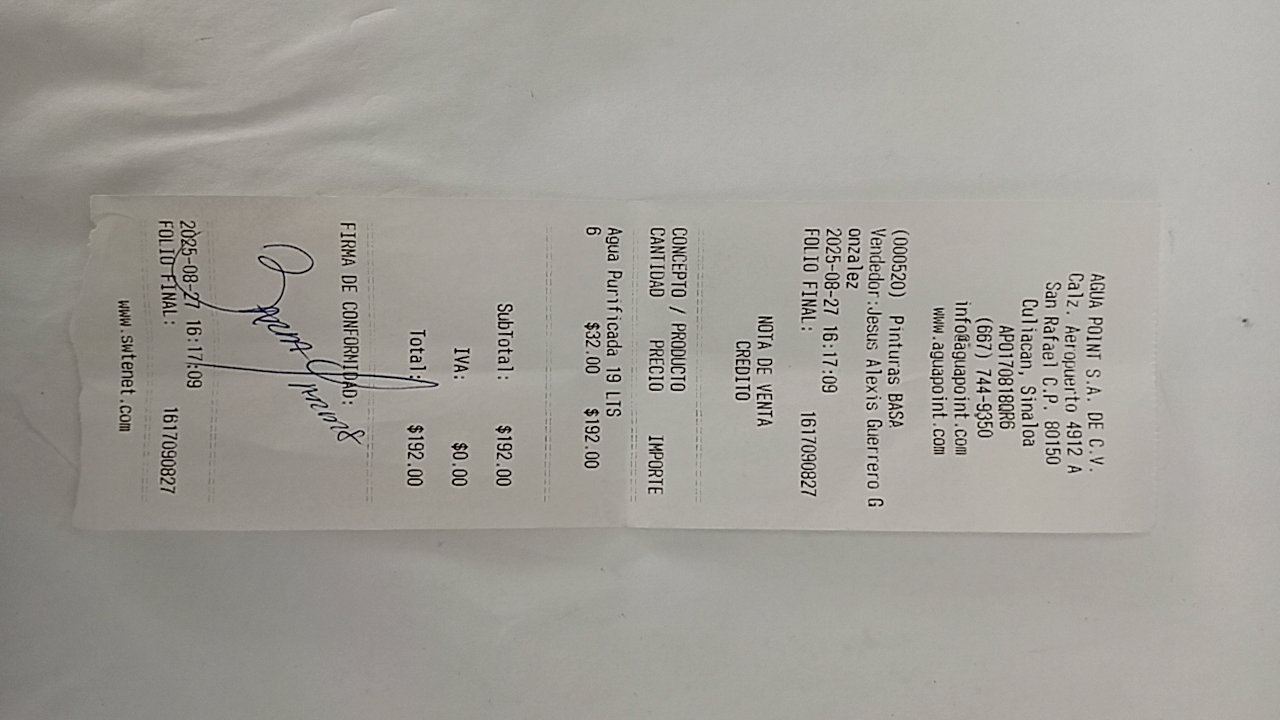 AGUA POINT S.A. DE C.V.
Calz. Aeropuerto 4912 A
San Rafael C.P. 80150
Culiacan, Sinaloa
APO170818QR6
(667) 744-9350
info@aguapoint.com
www.aguapoint.com
(000520) Pinturas BASA
Vendedor:Jesus Alexis Guerrero G
onzalez
2025-08-27 16:17:09
FOLIO FINAL: 1617090827
NOTA DE VENTA
CREDITO
CONCEPTO / PRODUCTO
CANTIDAD PRECIO IMPORTE
Agua Purificada 19 LTS
6 $32.00 $192.00
SubTotal: $192.00
IVA: $0.00
Total: $192.00
FIRMA DE CONFORMIDAD:
2025-08-27 16:17:09
FOLIO FINAL: 1617090827
www.swtenet.com